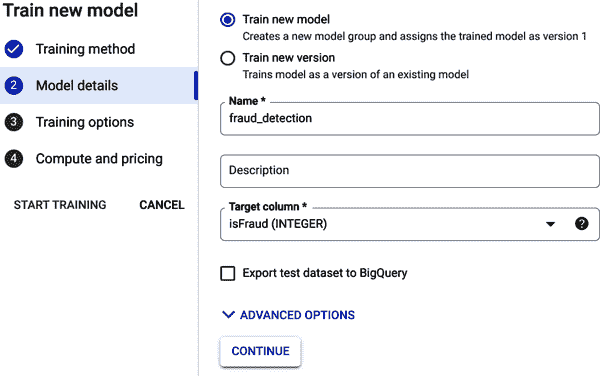 Train new model
Training method
2 Model details
3 Training options
4 Compute and pricing
START TRAINING CANCEL
Train new model
Creates a new model group and assigns the trained model as version 1
Train new version
Trains model as a version of an existing model
Name *
fraud_detection
Description
Target column *
isFraud (INTEGER)
?
Export test dataset to BigQuery
ADVANCED OPTIONS
CONTINUE